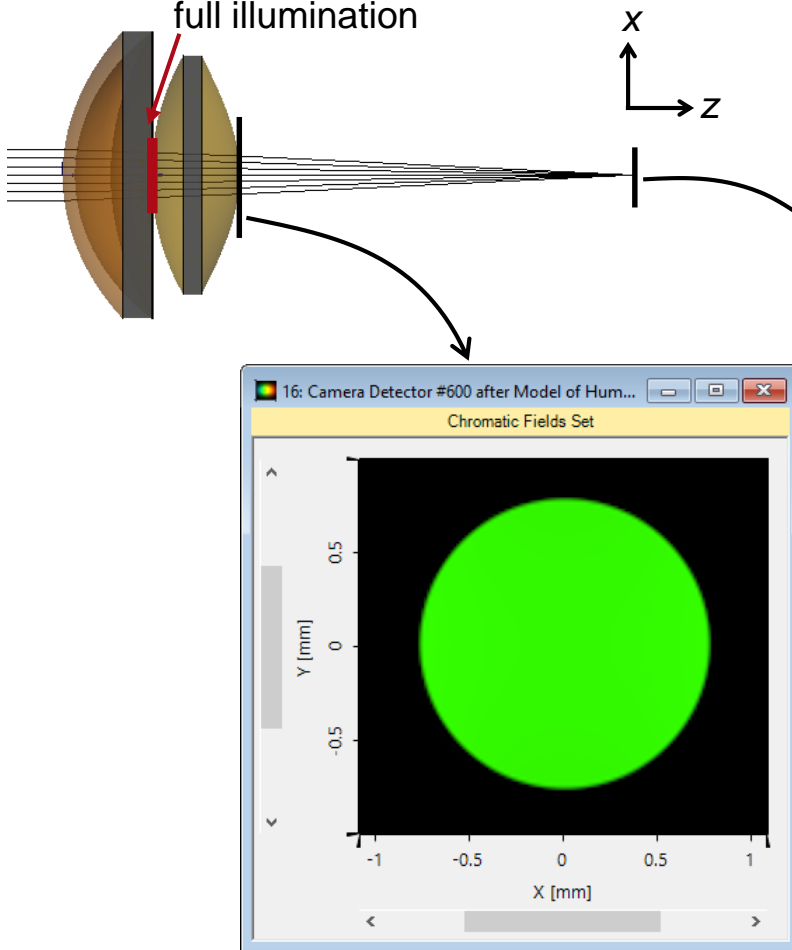 full illumination
x
z
16: Camera Detector #600 after Model of Hum...
Chromatic Fields Set
0.5
0
-0.5
Y [mm]
-1
-0.5
0
0.5
1
X [mm]